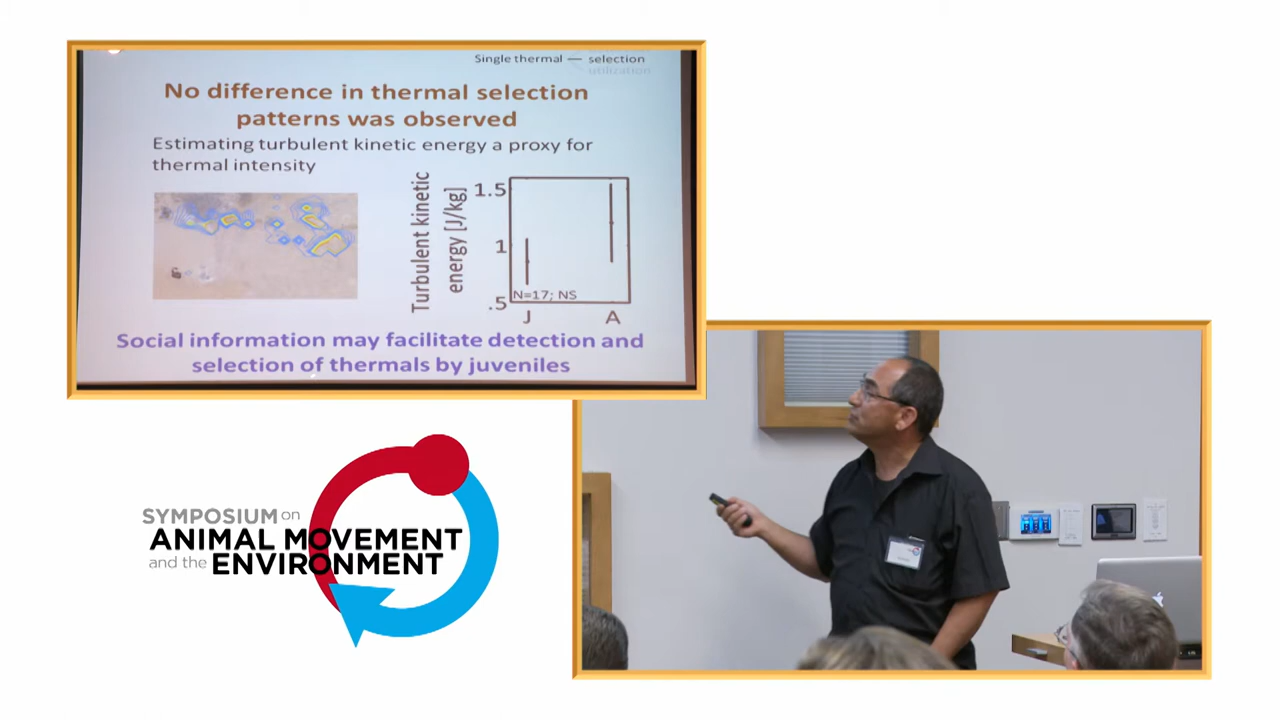 Single thermal — selection
utilization
No difference in thermal selection
patterns was observed
Estimating turbulent kinetic energy a proxy for
thermal intensity
Turbulent kinetic
energy [J/kg]
1.5
1
.5
N=17; NS
J
A
Social information may facilitate detection and
selection of thermals by juveniles
SYMPOSIUM on
ANIMAL MOVEMENT
and the ENVIRONMENT